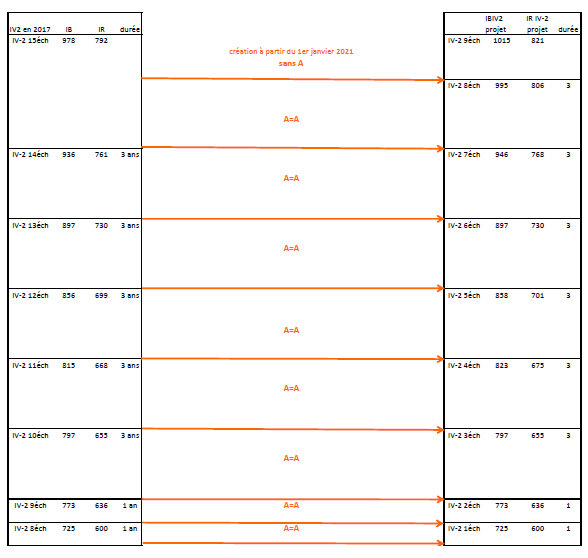 IBIV2 IR IV-2
IV2 en 2017 IB IR durée projet projet durée
IV-2 15éch 978 792 IV-2 9éch 1015 821
création à partir du 1er janvier 2021
sans A
IV-2 8éch 995 806 3
A=A
IV-2 14éch 936 761 3 ans IV-2 7éch 946 768 3
A=A
IV-2 13éch 897 730 3 ans IV-2 6éch 897 730 3
A=A
IV-2 12éch 856 699 3 ans IV-2 5éch 858 701 3
A=A
IV-2 11éch 815 668 3 ans IV-2 4éch 823 675 3
A=A
IV-2 10éch 797 655 3 ans IV-2 3éch 797 655 3
A=A
IV-2 9éch 773 636 1 an A=A IV-2 2éch 773 636 1
IV-2 8éch 725 600 1 an A=A IV-2 1éch 725 600 1